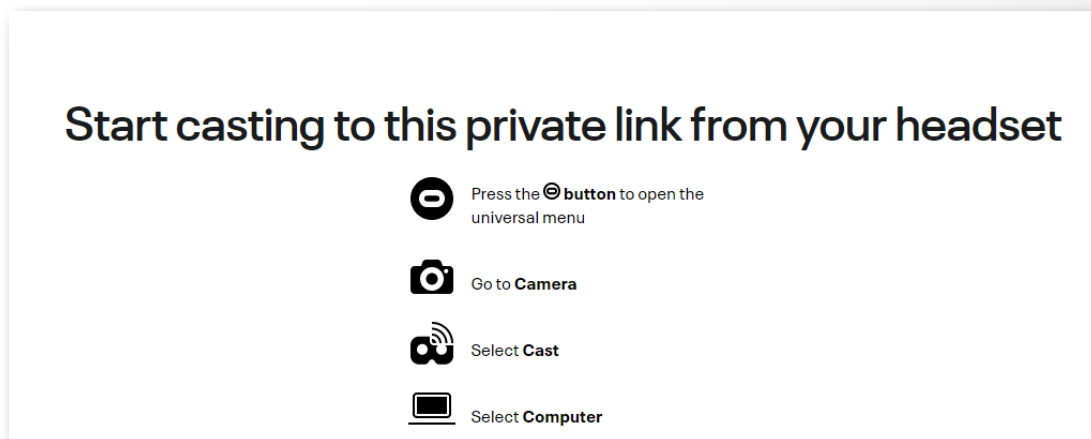 Start casting to this private link from your headset
Press the button to open the
universal menu
Go to Camera
Select Cast
Select Computer